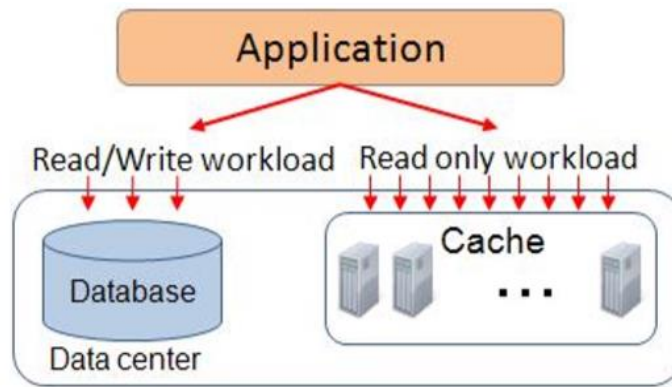 Application
Read/Write workload Read only workload
Cache
...
Database
Data center